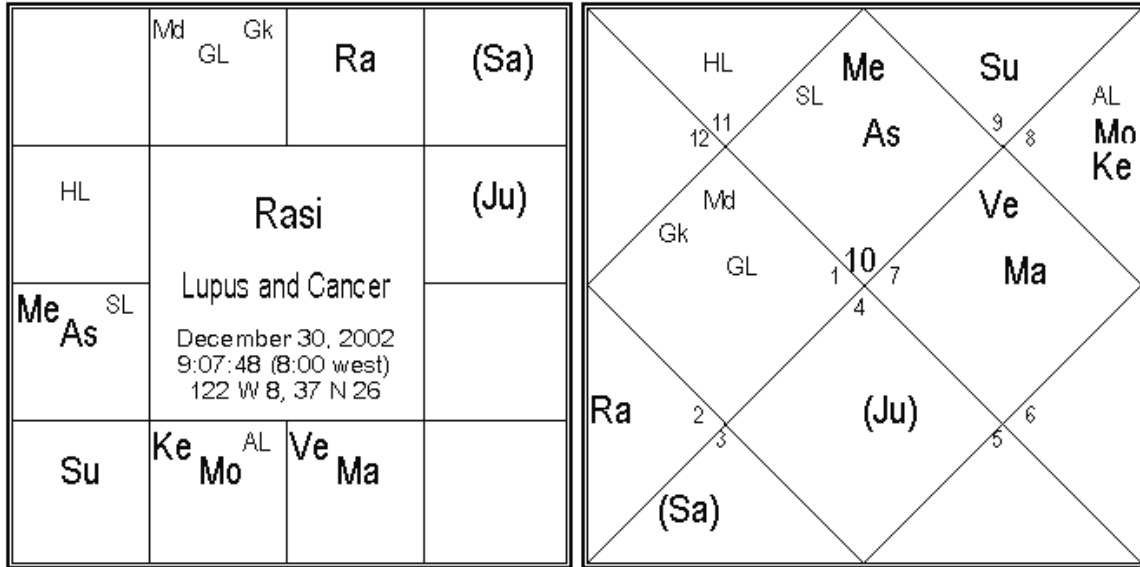 Md Gk
GL
Ra
(Sa)
HL
Rasi
(Ju)
Lupus and Cancer
Me SL
As
December 30, 2002
9:07:48 (8:00 west)
122 W 8, 37 N 26
Su
Ke AL
Mo
Ve
Ma
HL
Me
SL
As
Su
AL
Mo
Ke
12 11
9 8
Md
Gk
GL
Ve
Ma
1 10 7
4
Ra
2
3
(Ju)
6
5
(Sa)